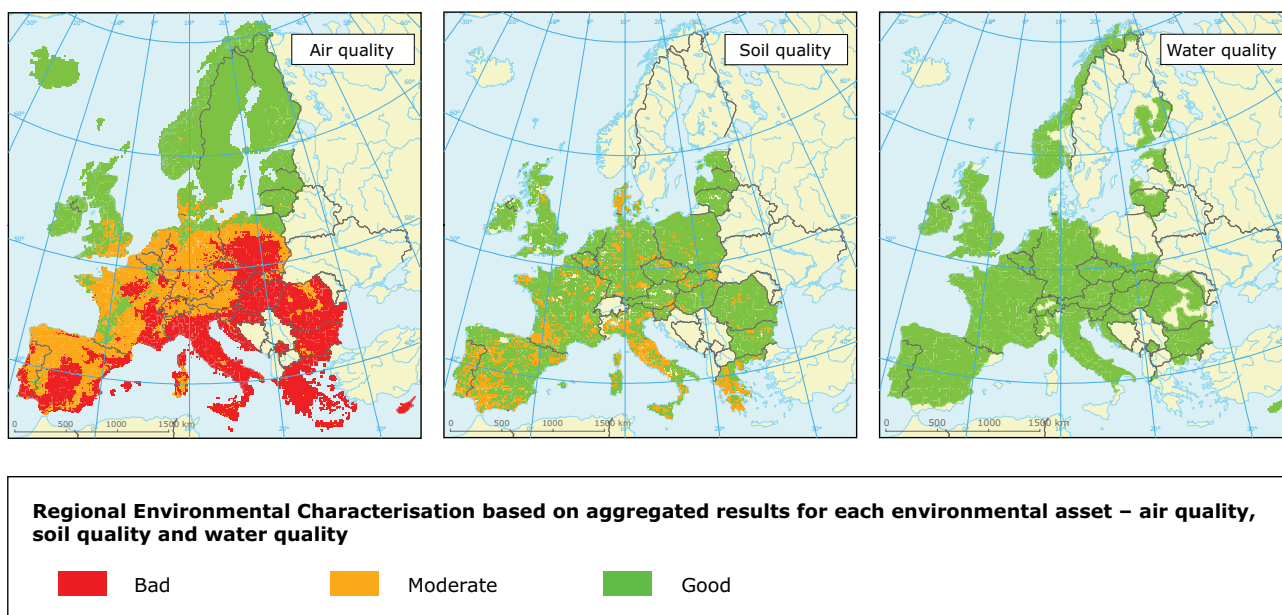 Air quality
Soil quality
Water quality
0 500 1000 1500 km
0 500 1000 1500 km
0 500 1000 1500 km
Regional Environmental Characterisation based on aggregated results for each environmental asset – air quality,
soil quality and water quality
Bad
Moderate
Good